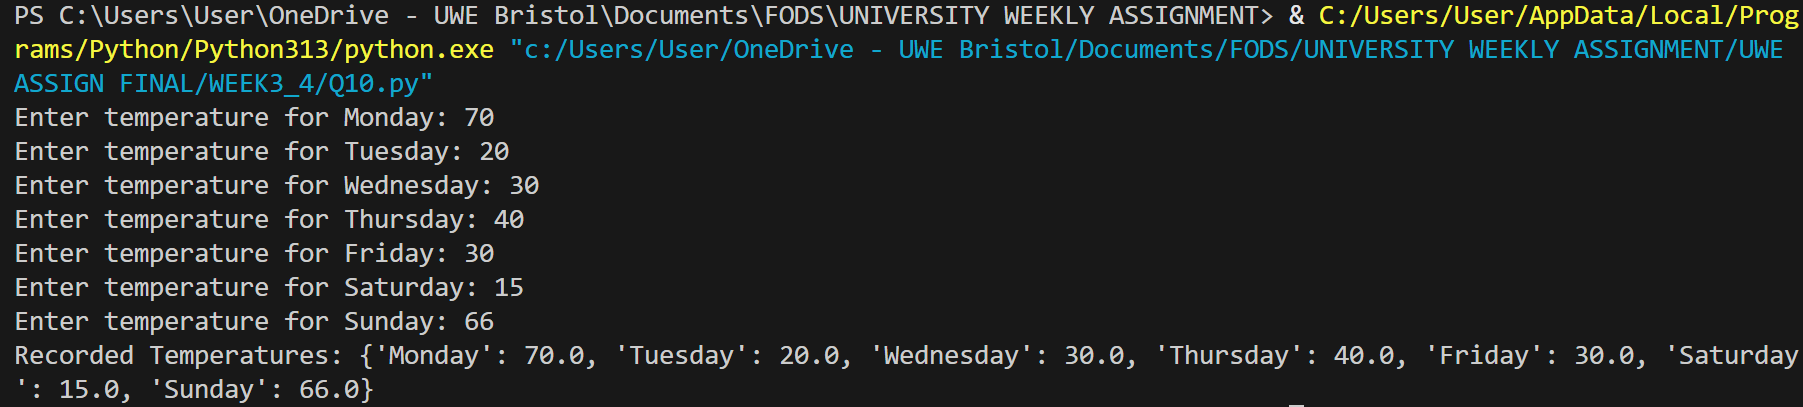 PS C:\Users\User\OneDrive - UWE Bristol\Documents\FODS\UNIVERSITY WEEKLY ASSIGNMENT> & C:/Users/User/AppData/Local/Prog
rams/Python/Python313/python.exe "c:/Users/User/OneDrive - UWE Bristol/Documents/FODS/UNIVERSITY WEEKLY ASSIGNMENT/UWE
ASSIGN FINAL/WEEK3_4/Q10.py"
Enter temperature for Monday: 70
Enter temperature for Tuesday: 20
Enter temperature for Wednesday: 30
Enter temperature for Thursday: 40
Enter temperature for Friday: 30
Enter temperature for Saturday: 15
Enter temperature for Sunday: 66
Recorded Temperatures: {'Monday': 70.0, 'Tuesday': 20.0, 'Wednesday': 30.0, 'Thursday': 40.0, 'Friday': 30.0, 'Saturday
': 15.0, 'Sunday': 66.0}